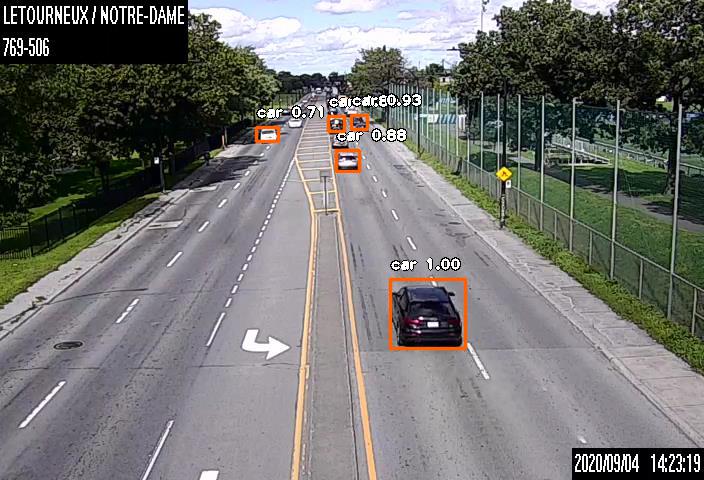 LETOURNEUX / NOTRE-DAME
769-506
car 0.93
car 0.71
car 0.88
car 1.00
2020/09/04 14:23:19